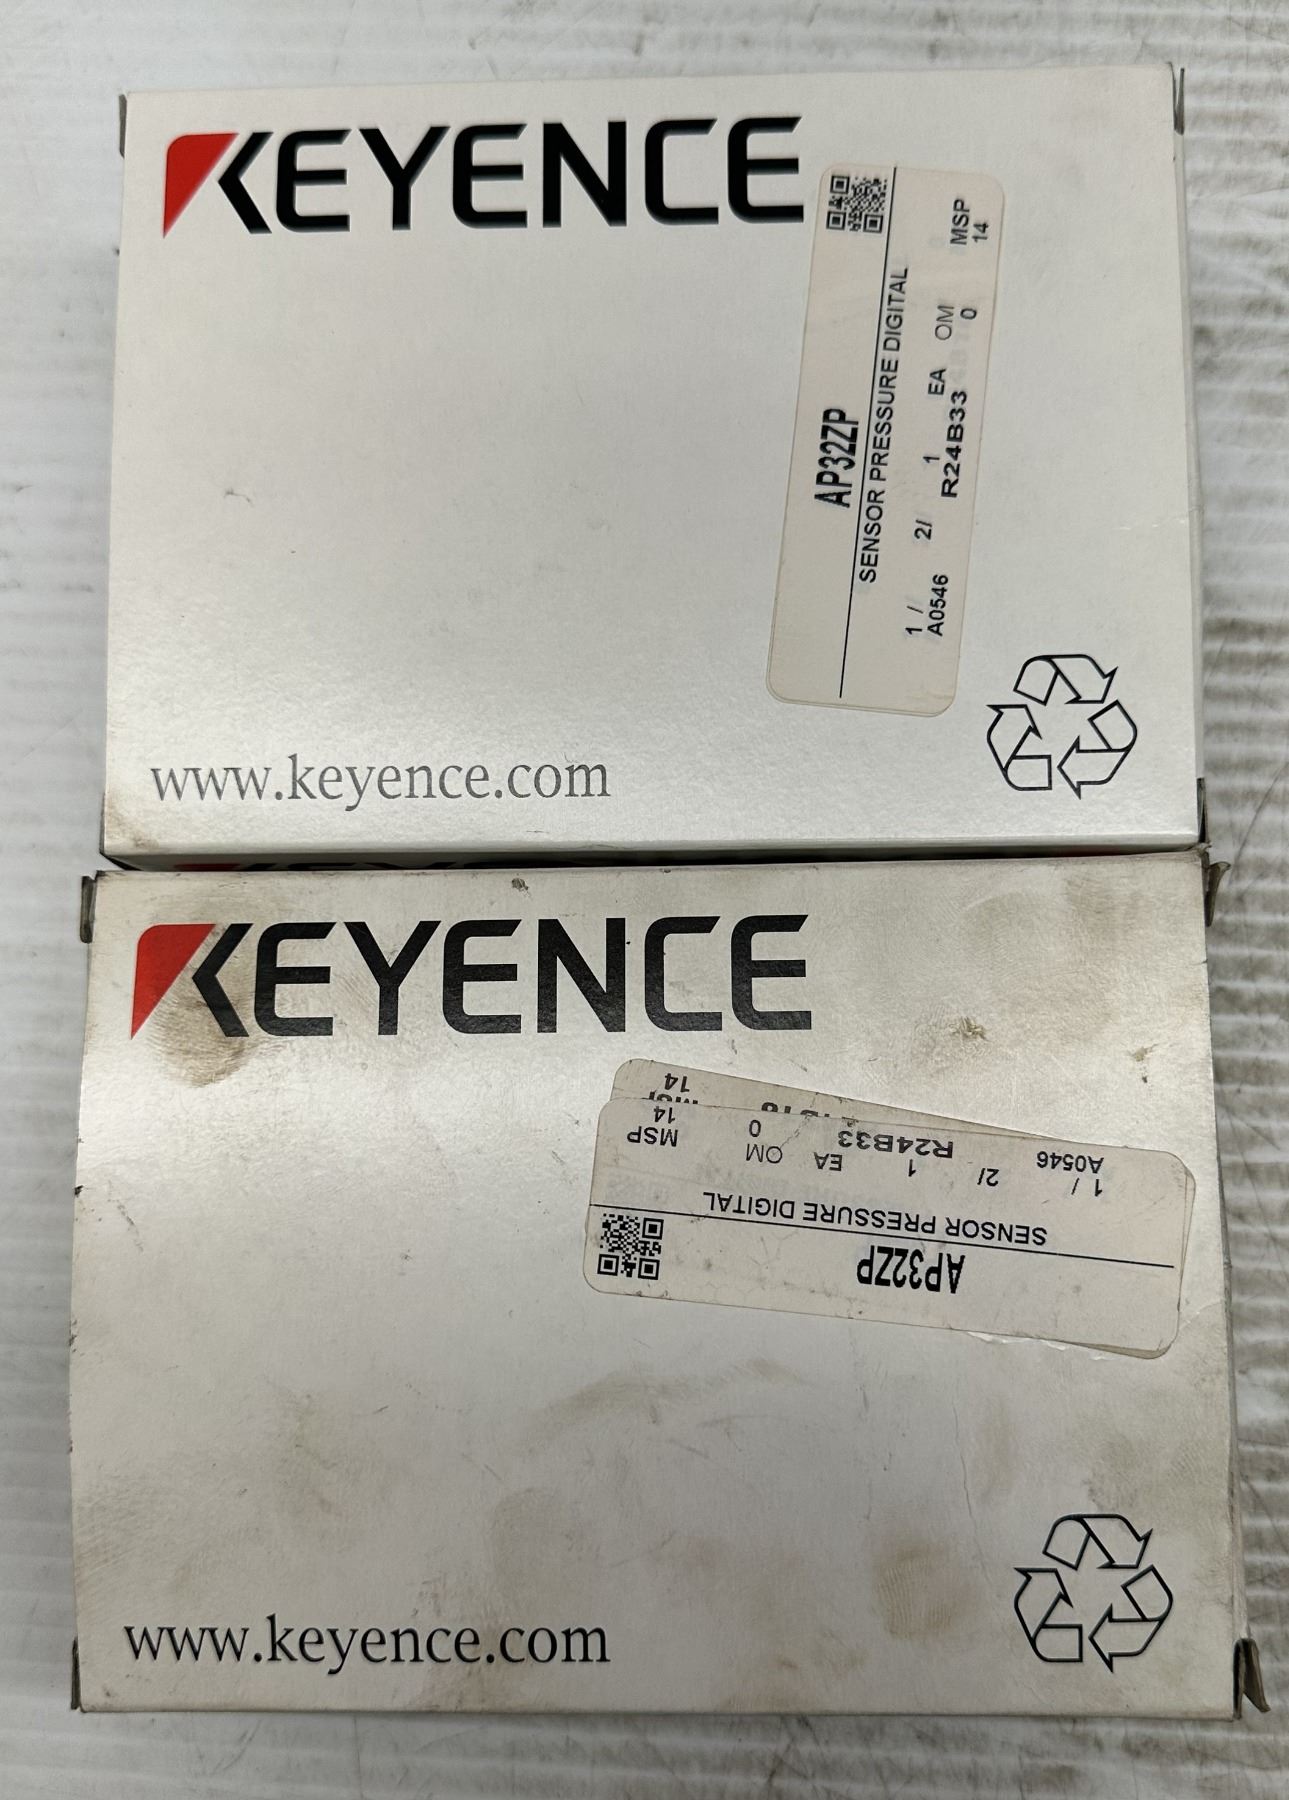 KEYENCE
AP32ZP
SENSOR PRESSURE DIGITAL
1 / 2/ 1 EA OM MSP
A0546 R24B33 0 14
www.keyence.com
KEYENCE
14
AP32ZP
SENSOR PRESSURE DIGITAL
1 / 2/ 1 EA OM MSP
A0546 R24B33 0 14
www.keyence.com